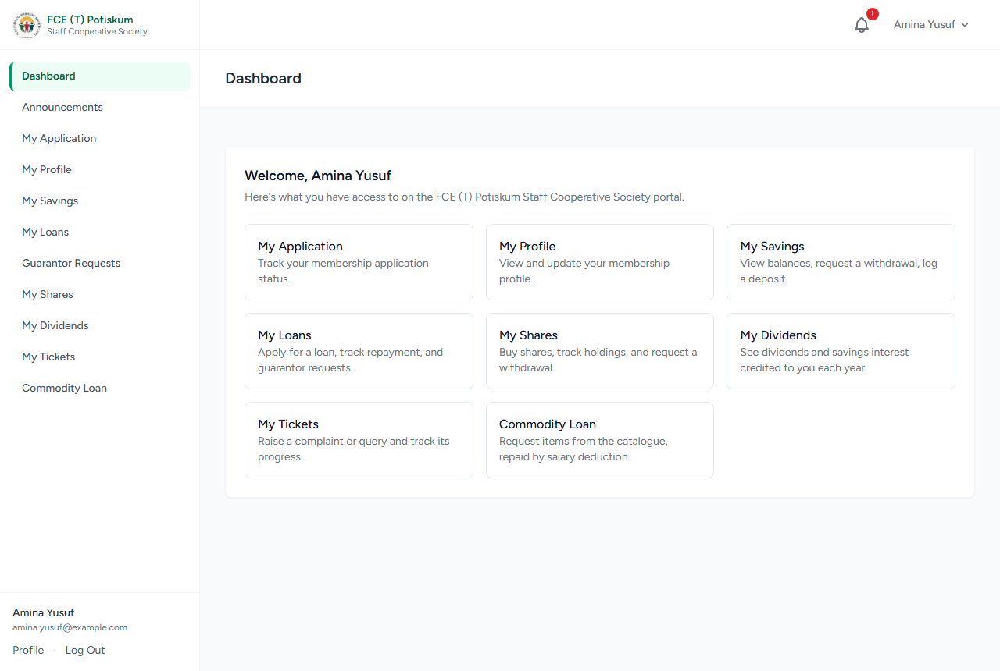 FCE (T) Potiskum
Staff Cooperative Society
1
Amina Yusuf
Dashboard
Announcements
My Application
My Profile
My Savings
My Loans
Guarantor Requests
My Shares
My Dividends
My Tickets
Commodity Loan
Amina Yusuf
amina.yusuf@example.com
Profile · Log Out
Dashboard
Welcome, Amina Yusuf
Here's what you have access to on the FCE (T) Potiskum Staff Cooperative Society portal.
My Application
Track your membership application
status.
My Profile
View and update your membership
profile.
My Savings
View balances, request a withdrawal, log
a deposit.
My Loans
Apply for a loan, track repayment, and
guarantor requests.
My Shares
Buy shares, track holdings, and request a
withdrawal.
My Dividends
See dividends and savings interest
credited to you each year.
My Tickets
Raise a complaint or query and track its
progress.
Commodity Loan
Request items from the catalogue,
repaid by salary deduction.